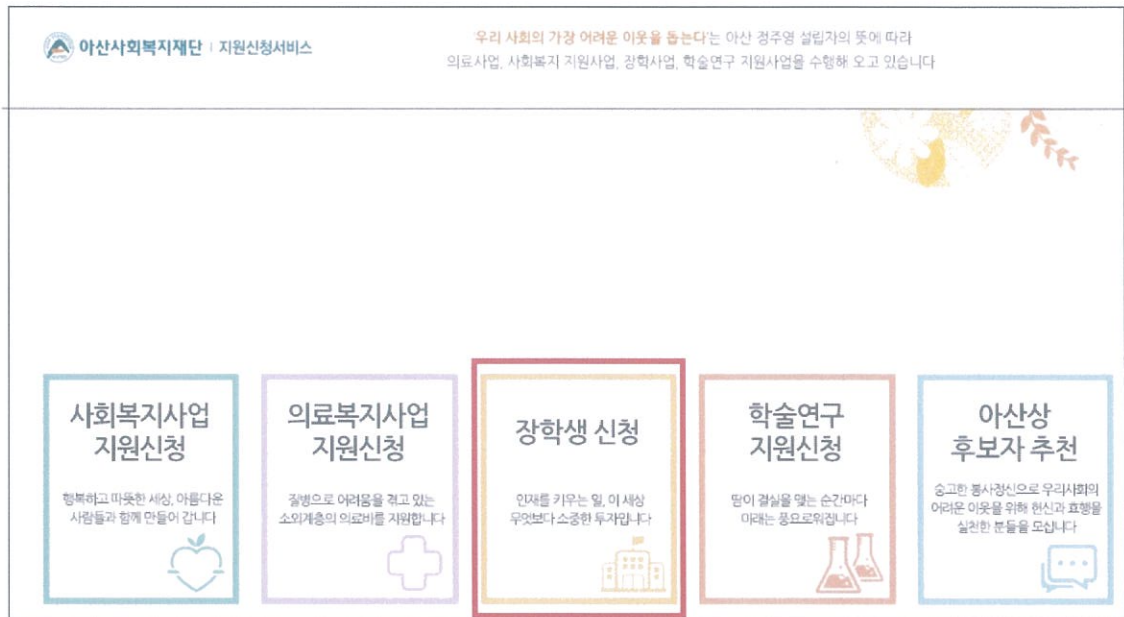 아산사회복지재단 | 지원신청서비스
'우리 사회의 가장 어려운 이웃을 돕는다'는 아산 정주영 설립자의 뜻에 따라
의료사업, 사회복지 지원사업, 장학사업, 학술연구 지원사업을 수행해 오고 있습니다
사회복지사업
지원신청
행복하고 따뜻한 세상, 아름다운
사람들과 함께 만들어 갑니다
의료복지사업
지원신청
질병으로 어려움을 겪고 있는
소외계층의 의료비를 지원합니다
장학생 신청
인재를 키우는 일, 이 세상
무엇보다 소중한 투자입니다
학술연구
지원신청
땀이 결실을 맺는 순간마다
미래는 풍요로워집니다
아산상
후보자 추천
숭고한 봉사정신으로 우리사회의
어려운 이웃을 위해 헌신과 효행을
실천한 분들을 모십니다